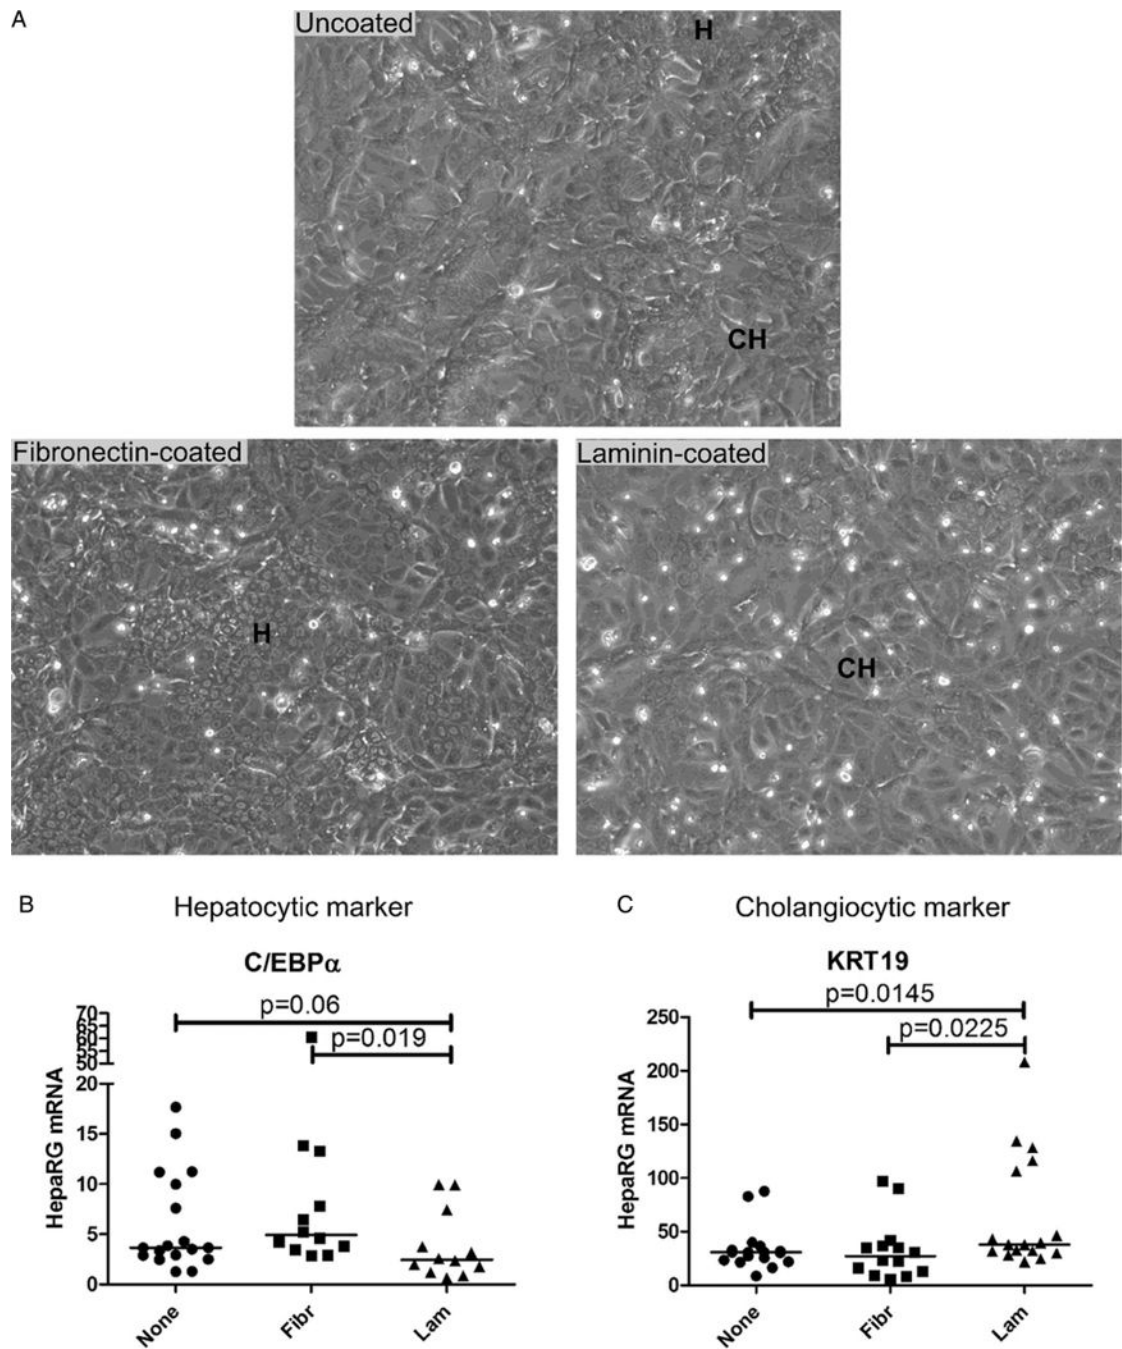 A
Uncoated
H
CH
Fibronectin-coated
H
Laminin-coated
CH
B
Hepatocytic marker
C/EBPα
p=0.06
p=0.019
HepaRG mRNA
70
65
60
55
50
20
15
10
5
0
None
Fibr
Lam
C
Cholangiocytic marker
KRT19
p=0.0145
p=0.0225
HepaRG mRNA
250
200
150
100
50
0
None
Fibr
Lam